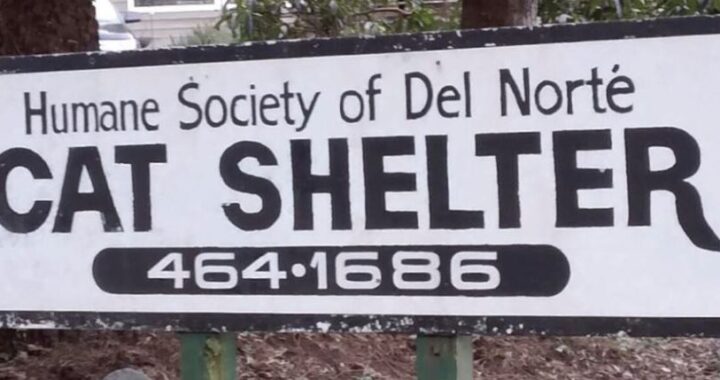 Humane Society of Del Norté
CAT SHELTER
464•1686